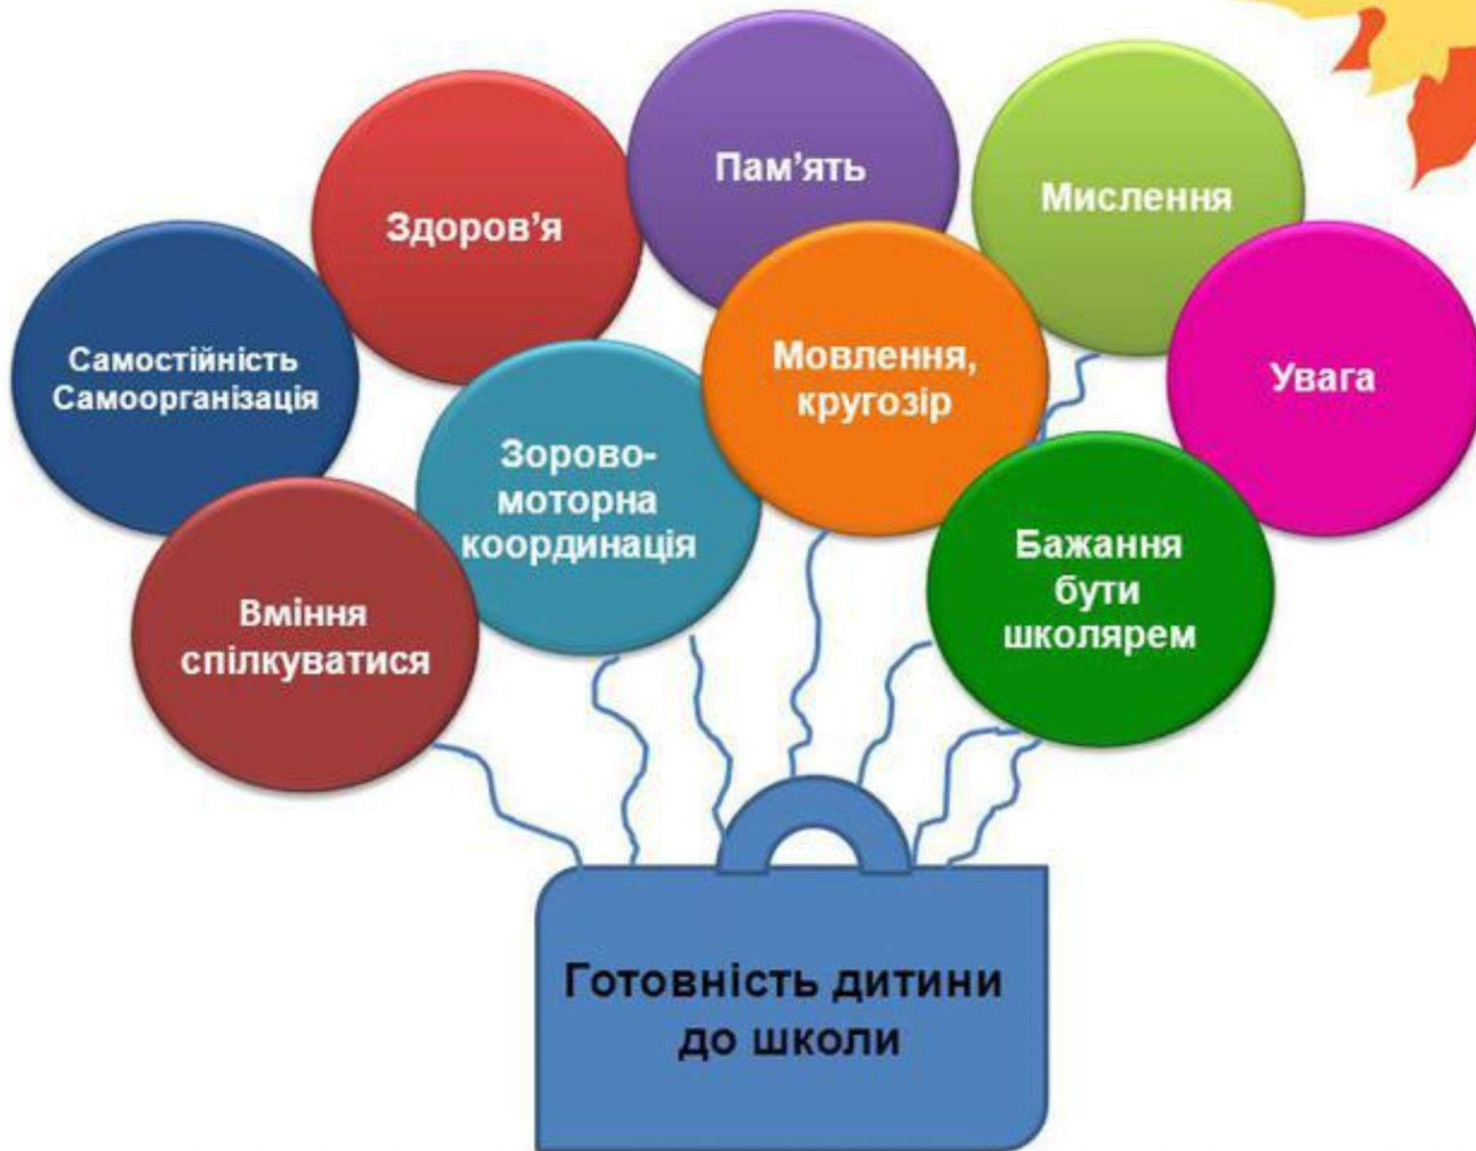 Пам’ять
Мислення
Здоров’я
Самостійність
Самоорганізація
Мовлення,
кругозір
Увага
Зорово-
моторна
координація
Бажання
бути
школярем
Вміння
спілкуватися
Готовність дитини
до школи